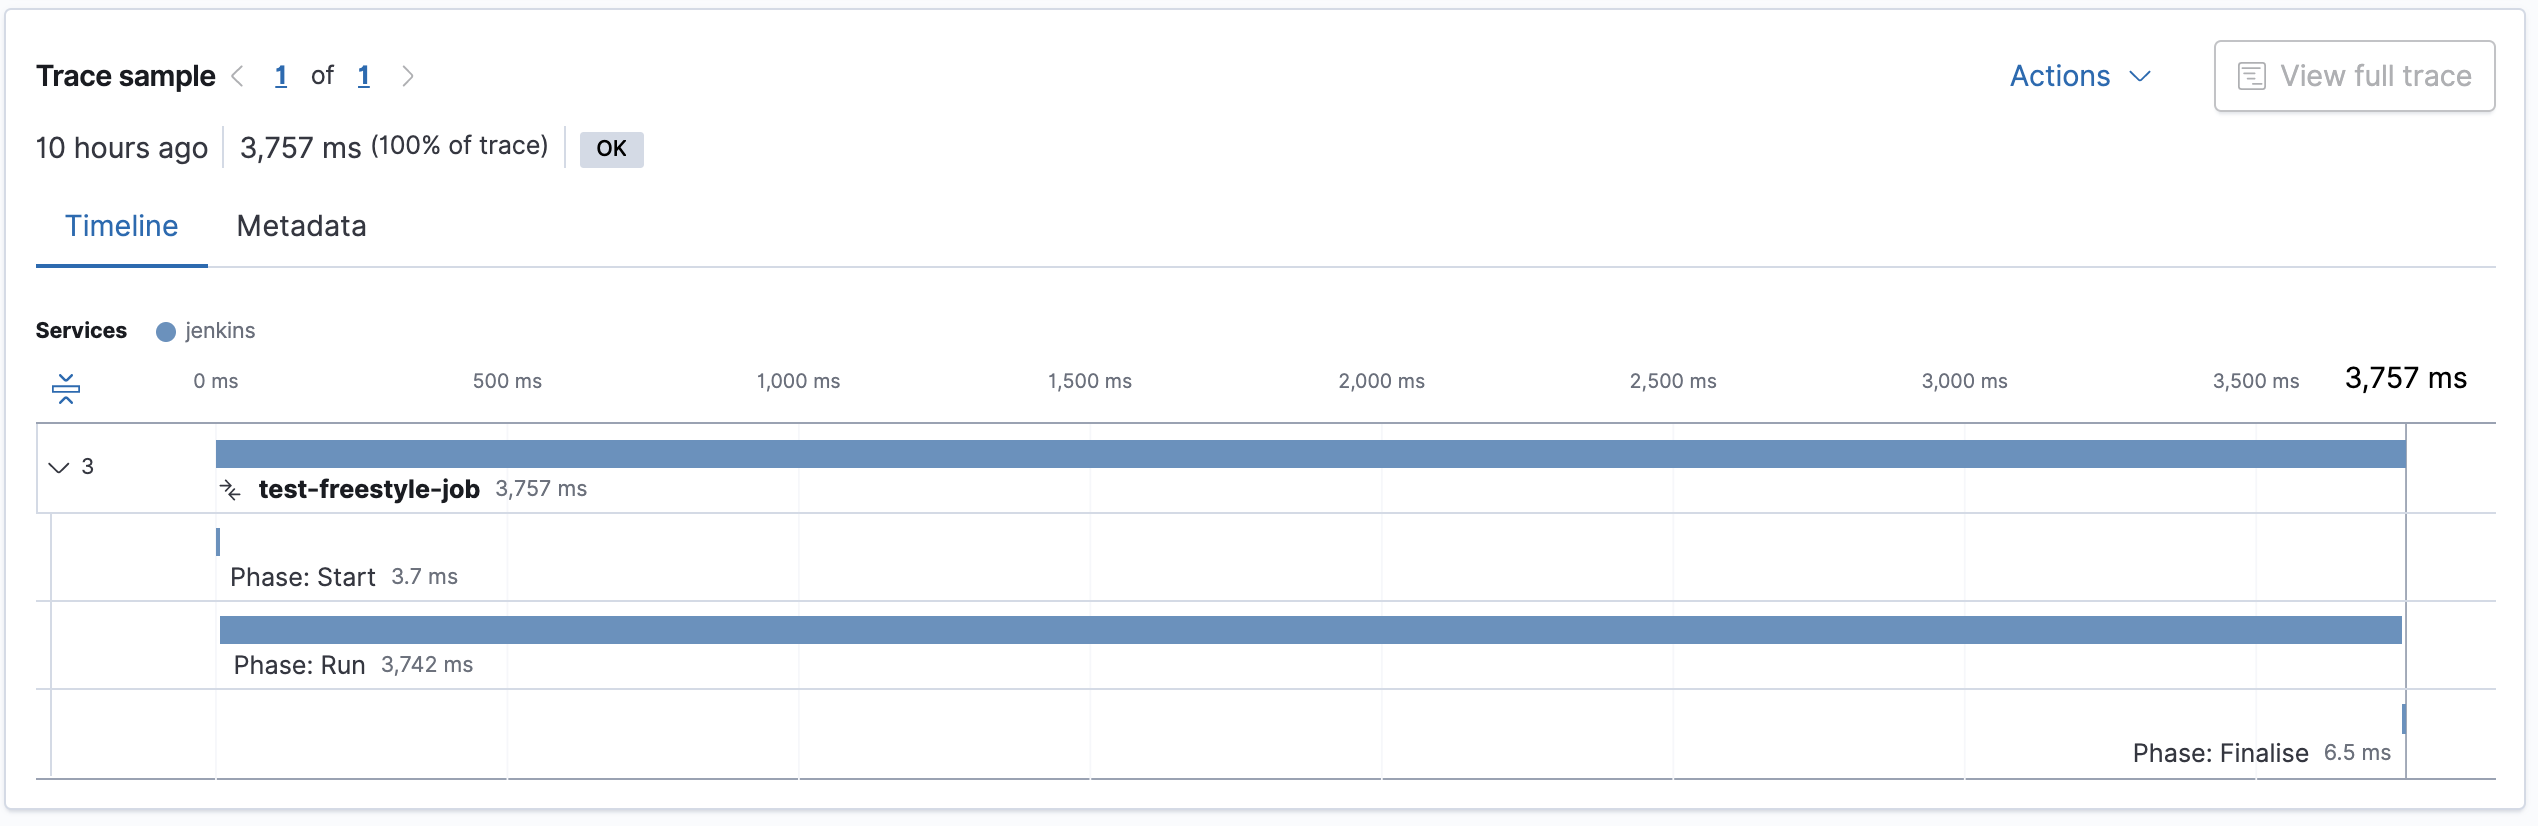 Trace sample 1 of 1 Actions View full trace
10 hours ago 3,757 ms (100% of trace) OK
Timeline Metadata
Services jenkins
0 ms 500 ms 1,000 ms 1,500 ms 2,000 ms 2,500 ms 3,000 ms 3,500 ms 3,757 ms
3
test-freestyle-job 3,757 ms
Phase: Start 3.7 ms
Phase: Run 3,742 ms
Phase: Finalise 6.5 ms